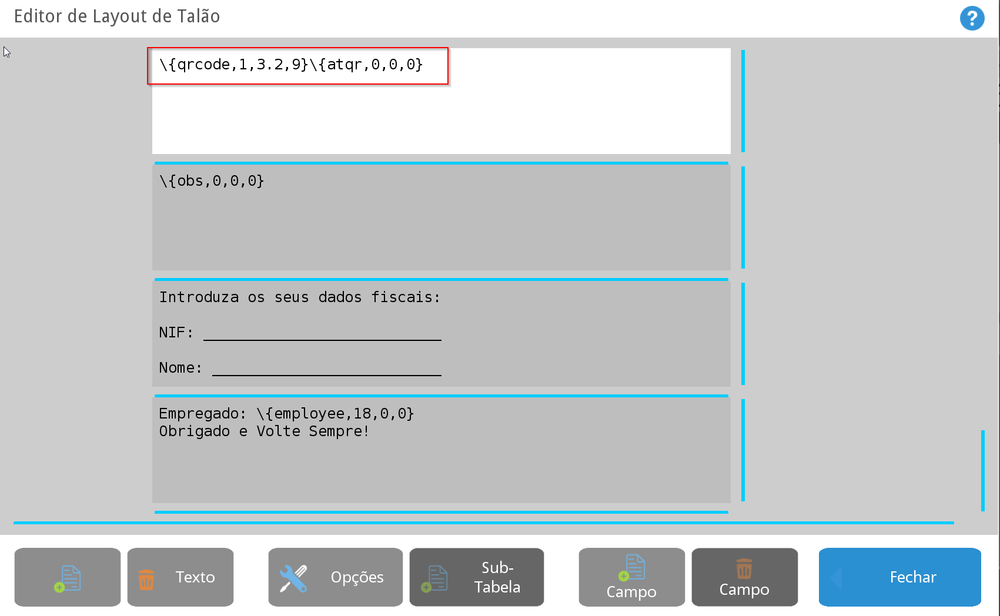 Editor de Layout de Talão
?
\{qrcode,1,3.2,9}\{atqr,0,0,0}
\{obs,0,0,0}
Introduza os seus dados fiscais:
NIF: ___________________________
Nome: __________________________
Empregado: \{employee,18,0,0}
Obrigado e Volte Sempre!
Texto
Opções
Sub-
Tabela
Campo
Campo
Fechar